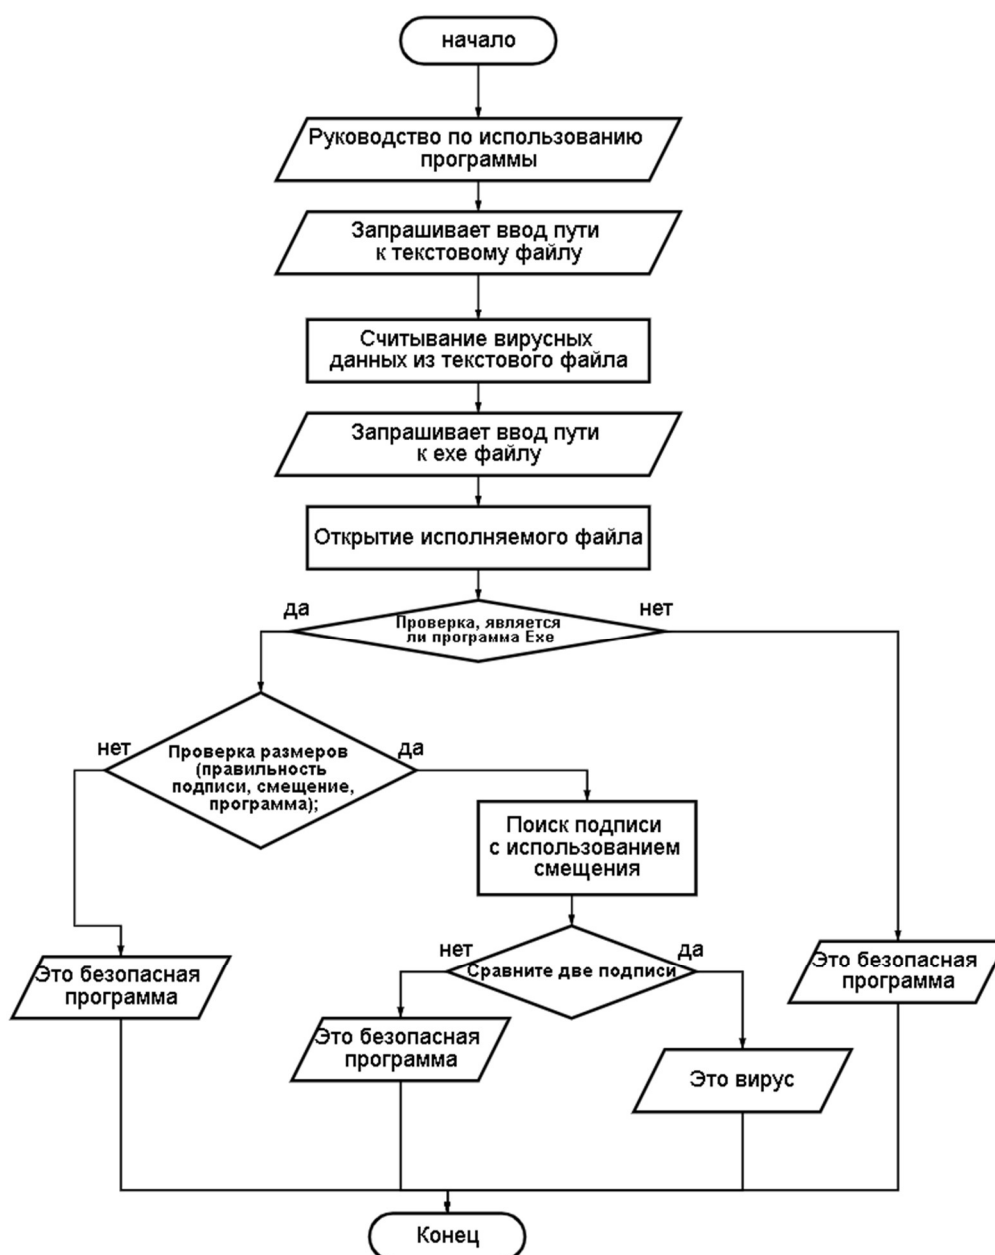 начало
Руководство по использованию
программы
Запрашивает ввод пути
к текстовому файлу
Считывание вирусных
данных из текстового файла
Запрашивает ввод пути
к exe файлу
Открытие исполняемого файла
да
нет
Проверка, является
ли программа Exe
нет
да
Проверка размеров
(правильность
подписи, смещение,
программа);
Поиск подписи
с использованием
смещения
нет
да
Сравните две подписи
Это безопасная
программа
Это безопасная
программа
Это безопасная
программа
Это вирус
Конец